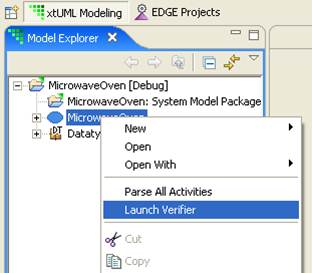 xtUML Modeling EDGE Projects
Model Explorer
MicrowaveOven [Debug]
MicrowaveOven: System Model Package
MicrowaveOven
Dataty
New
Open
Open With
Parse All Activities
Launch Verifier
Cut
Copy